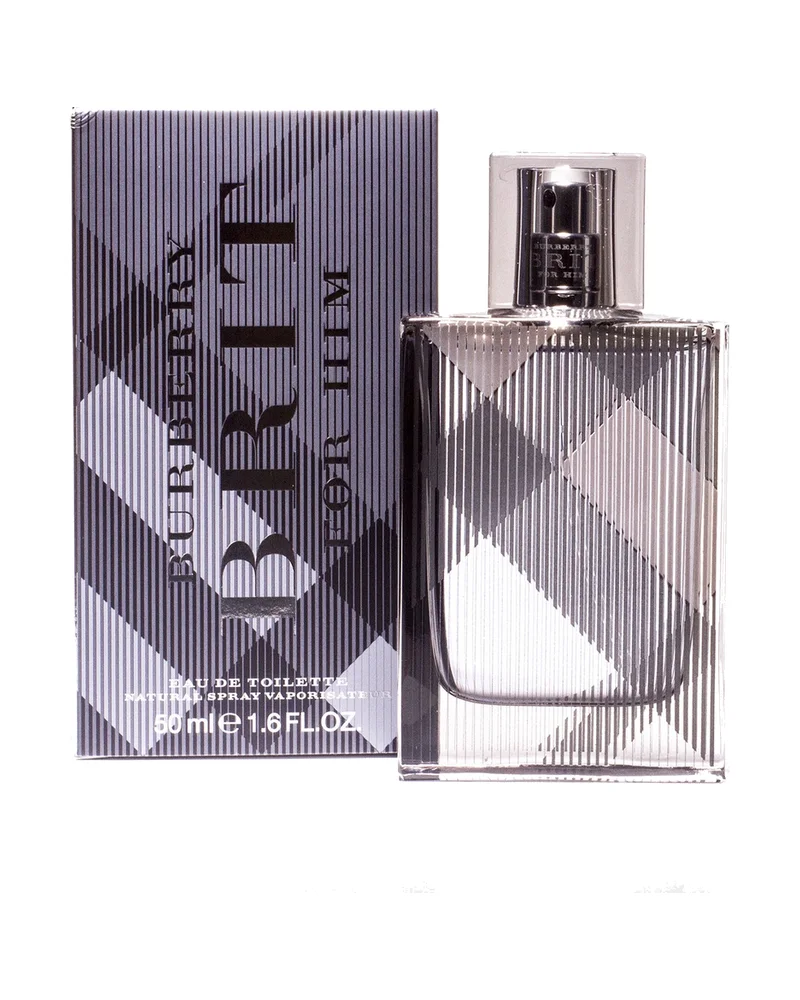 BURBERRY
BRIT
FOR HIM
EAU DE TOILETTE
NATURAL SPRAY VAPORISATEUR
50 ml e 1.6 FL.OZ.
BURBERRY
BRIT
FOR HIM